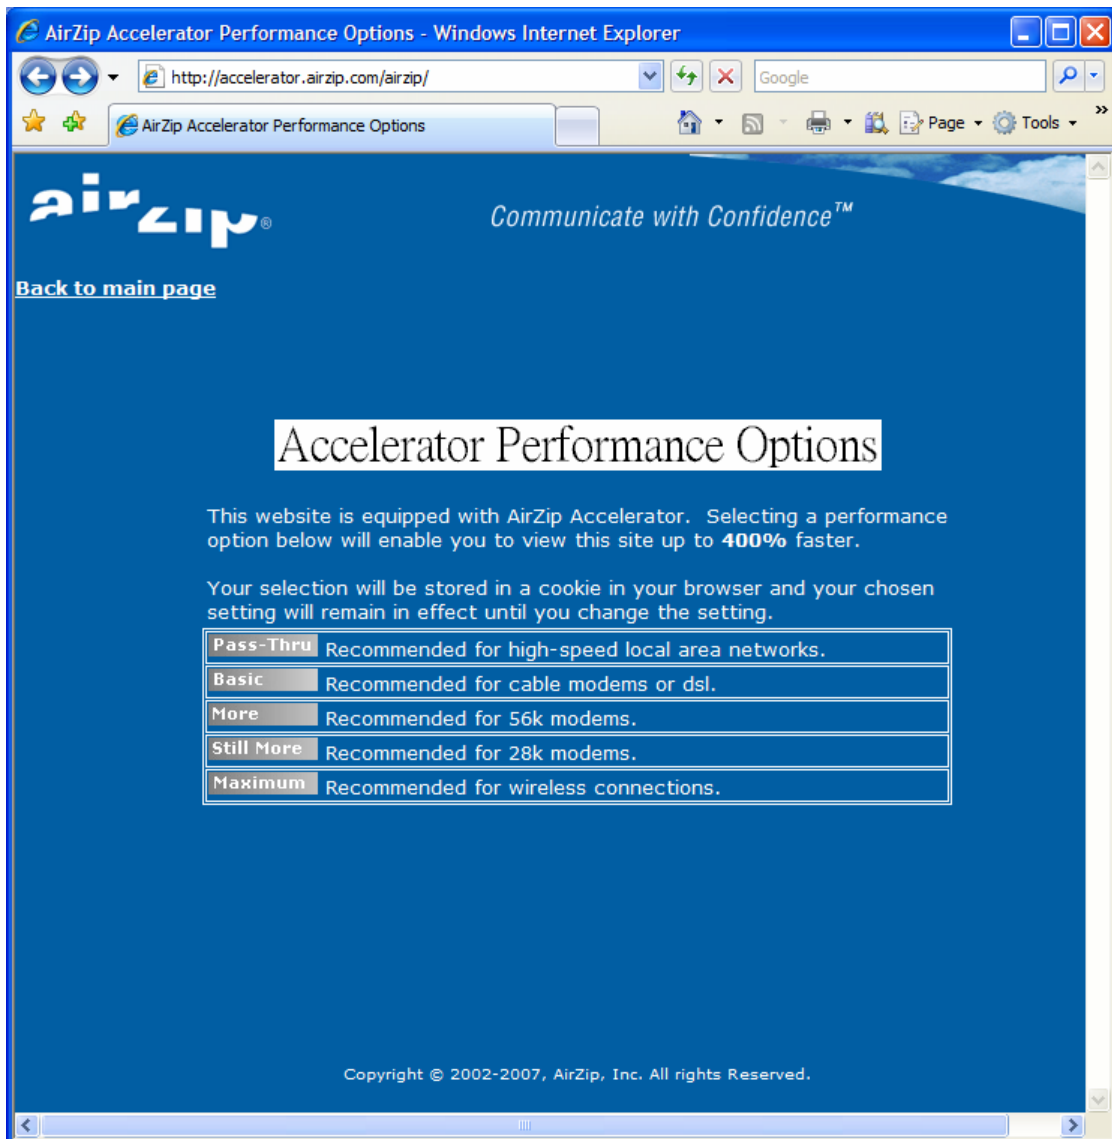 AirZip Accelerator Performance Options - Windows Internet Explorer
http://accelerator.airzip.com/airzip/
Google
AirZip Accelerator Performance Options
Page
Tools
»
airzip®
Communicate with Confidence™
Back to main page
Accelerator Performance Options
This website is equipped with AirZip Accelerator.  Selecting a performance
option below will enable you to view this site up to 400% faster.
Your selection will be stored in a cookie in your browser and your chosen
setting will remain in effect until you change the setting.
Pass-Thru Recommended for high-speed local area networks.
Basic Recommended for cable modems or dsl.
More Recommended for 56k modems.
Still More Recommended for 28k modems.
Maximum Recommended for wireless connections.
Copyright © 2002-2007, AirZip, Inc. All rights Reserved.